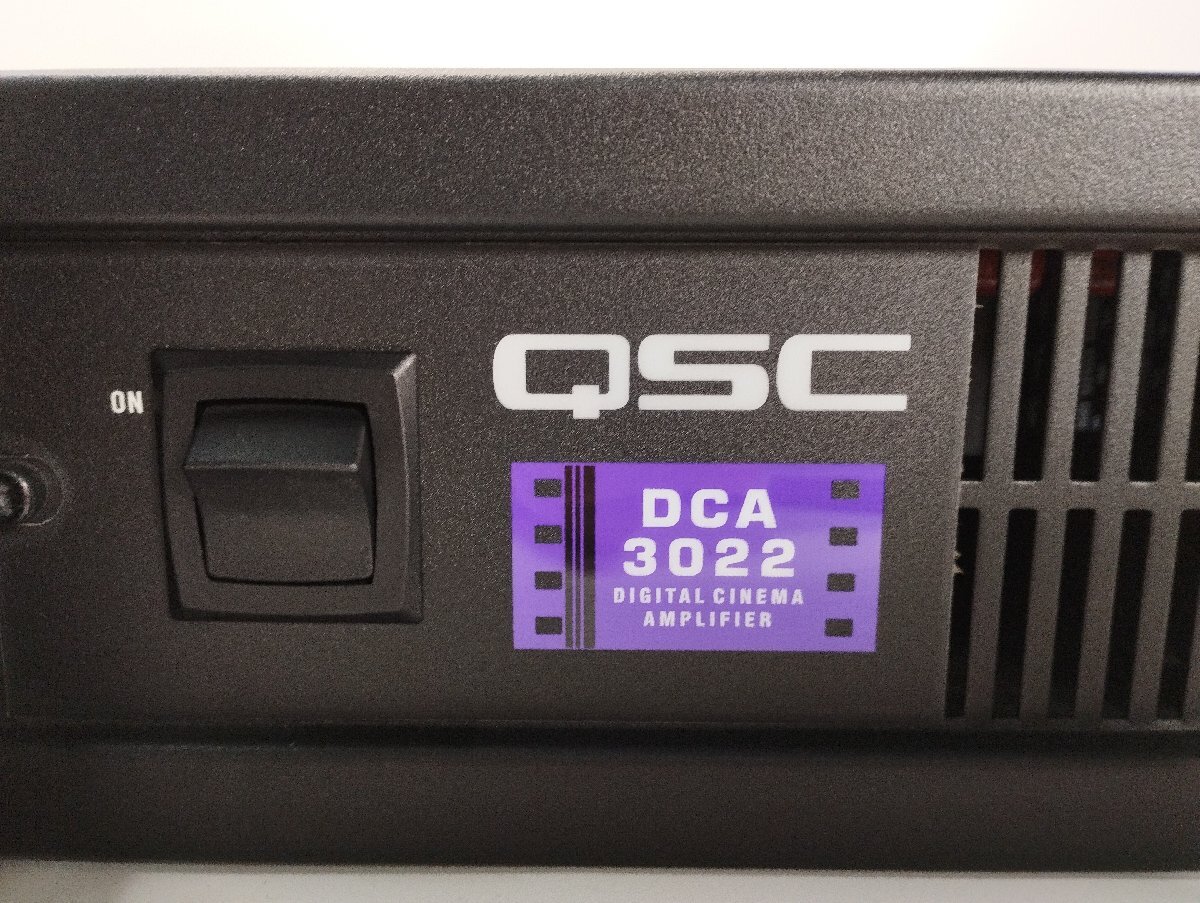 ON
QSC
DCA
3022
DIGITAL CINEMA
AMPLIFIER